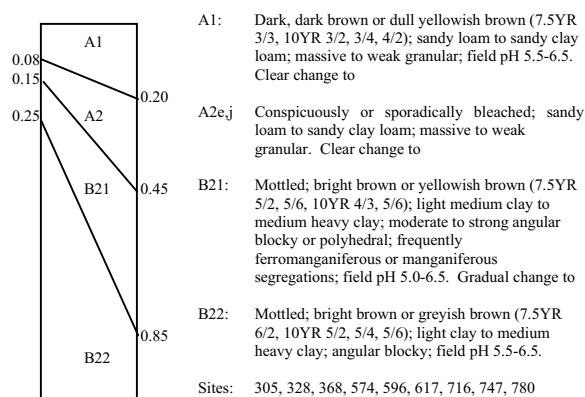 A1
0.08
0.15
0.20
0.25
A2
B21
0.45
0.85
B22
A1: Dark, dark brown or dull yellowish brown (7.5YR
3/3, 10YR 3/2, 3/4, 4/2); sandy loam to sandy clay
loam; massive to weak granular; field pH 5.5-6.5.
Clear change to
A2e,j Conspicuously or sporadically bleached; sandy
loam to sandy clay loam; massive to weak
granular. Clear change to
B21: Mottled; bright brown or yellowish brown (7.5YR
5/2, 5/6, 10YR 4/3, 5/6); light medium clay to
medium heavy clay; moderate to strong angular
blocky or polyhedral; frequently
ferromanganiferous or manganiferous
segregations; field pH 5.0-6.5. Gradual change to
B22: Mottled; bright brown or greyish brown (7.5YR
6/2, 10YR 5/2, 5/4, 5/6); light clay to medium
heavy clay; angular blocky; field pH 5.5-6.5.
Sites: 305, 328, 368, 574, 596, 617, 716, 747, 780